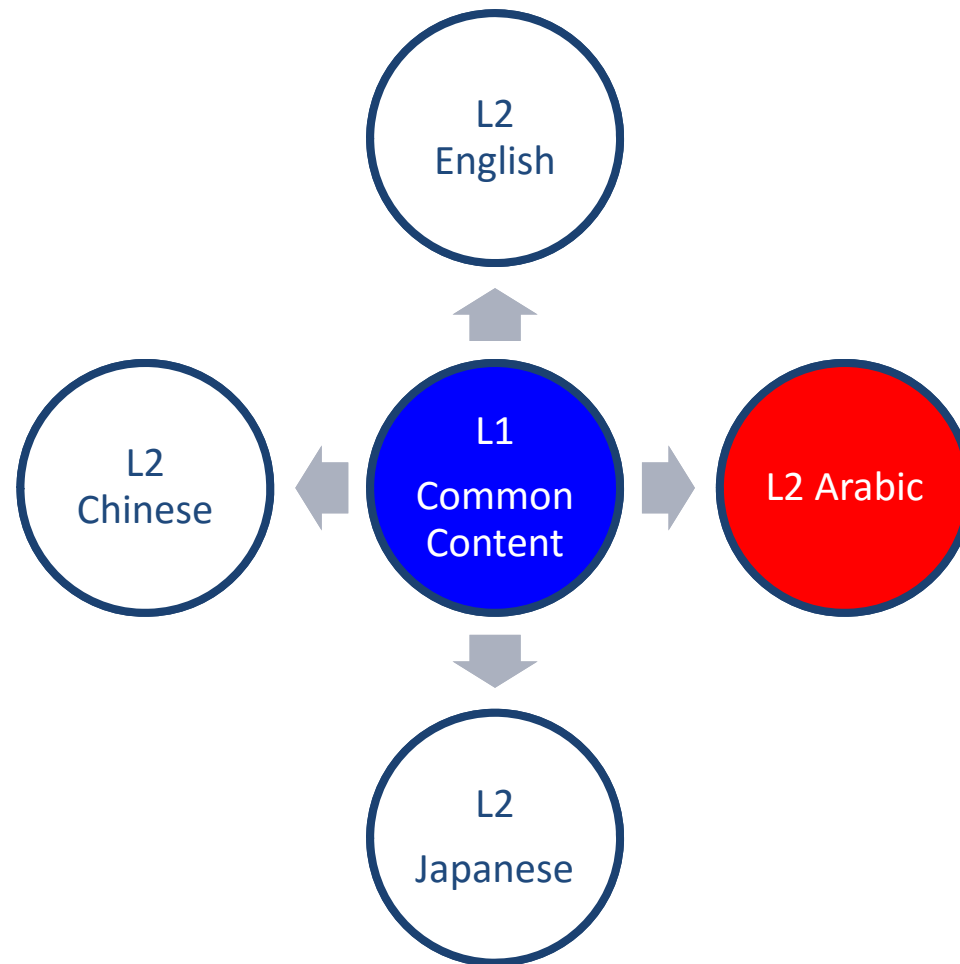 L2
English
L2
Chinese
L1
Common
Content
L2 Arabic
L2
Japanese